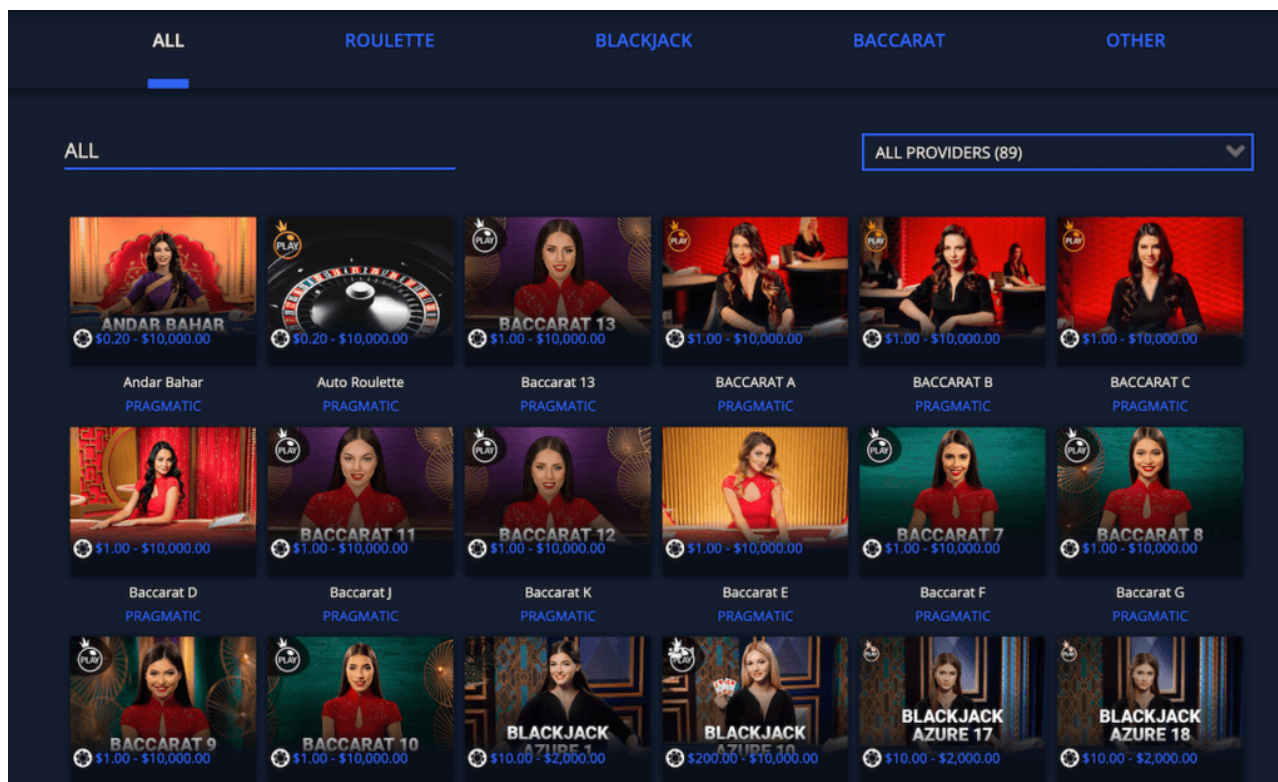 ALL ROULETTE BLACKJACK BACCARAT OTHER
ALL
ALL PROVIDERS (89)
PLAY PLAY PLAY PLAY PLAY
ANDAR BAHAR BACCARAT 13
$0.20 - $10,000.00 $0.20 - $10,000.00 $1.00 - $10,000.00 $1.00 - $10,000.00 $1.00 - $10,000.00 $1.00 - $10,000.00
Andar Bahar Auto Roulette Baccarat 13 BACCARAT A BACCARAT B BACCARAT C
PRAGMATIC PRAGMATIC PRAGMATIC PRAGMATIC PRAGMATIC PRAGMATIC
PLAY PLAY PLAY PLAY
BACCARAT 11 BACCARAT 12 BACCARAT 7 BACCARAT 8
$1.00 - $10,000.00 $1.00 - $10,000.00 $1.00 - $10,000.00 $1.00 - $10,000.00 $1.00 - $10,000.00 $1.00 - $10,000.00
Baccarat D Baccarat J Baccarat K Baccarat E Baccarat F Baccarat G
PRAGMATIC PRAGMATIC PRAGMATIC PRAGMATIC PRAGMATIC PRAGMATIC
PLAY PLAY PLAY
BACCARAT 9 BACCARAT 10 BLACKJACK AZURE 1 BLACKJACK AZURE 10 BLACKJACK AZURE 17 BLACKJACK AZURE 18
$1.00 - $10,000.00 $1.00 - $10,000.00 $10.00 - $2,000.00 $200.00 - $10,000.00 $10.00 - $2,000.00 $10.00 - $2,000.00